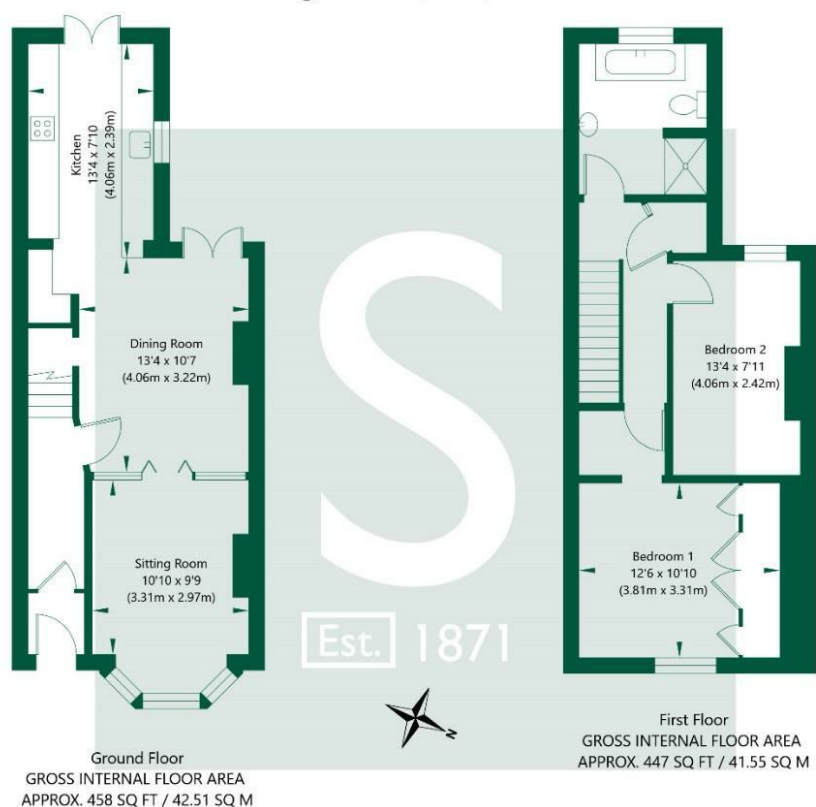 Kitchen
13'4 x 7'10
(4.06m x 2.39m)
Dining Room
13'4 x 10'7
(4.06m x 3.22m)
Sitting Room
10'10 x 9'9
(3.31m x 2.97m)
Bedroom 2
13'4 x 7'11
(4.06m x 2.42m)
Bedroom 1
12'6 x 10'10
(3.81m x 3.31m)
S
Est. 1871
N
Ground Floor
GROSS INTERNAL FLOOR AREA
APPROX. 458 SQ FT / 42.51 SQ M
First Floor
GROSS INTERNAL FLOOR AREA
APPROX. 447 SQ FT / 41.55 SQ M